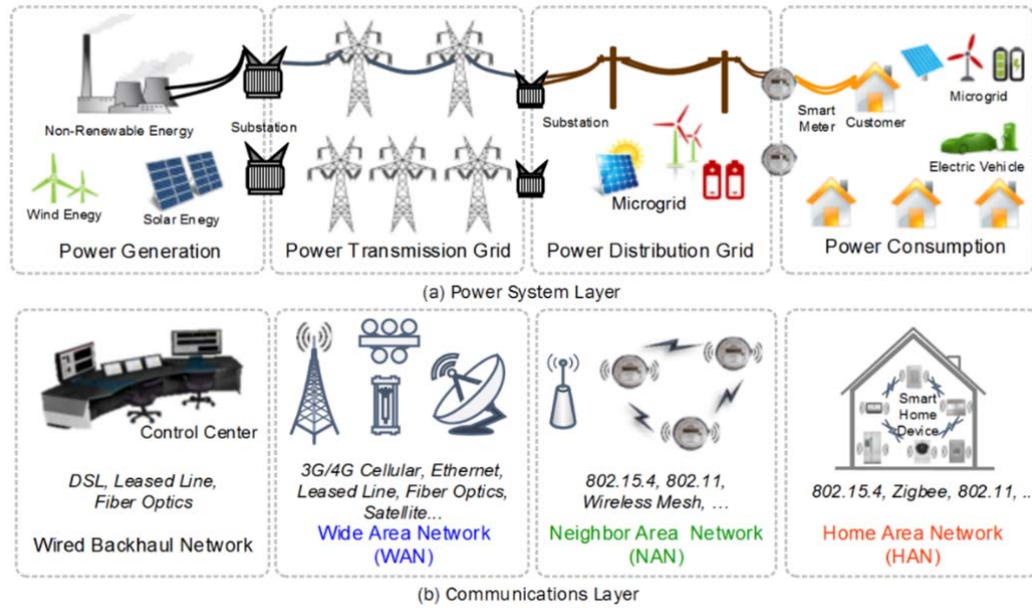 Non-Renewable Energy
Substation
Substation
Smart
Meter
Customer
Microgrid
Electric Vehicle
Wind Enegy
Solar Enegy
Microgrid
Power Generation
Power Transmission Grid
Power Distribution Grid
Power Consumption
(a) Power System Layer
Control Center
DSL, Leased Line,
Fiber Optics
Wired Backhaul Network
3G/4G Cellular, Ethernet,
Leased Line, Fiber Optics,
Satellite...
Wide Area Network
(WAN)
802.15.4, 802.11,
Wireless Mesh, ...
Neighbor Area Network
(NAN)
Smart
Home
Device
802.15.4, Zigbee, 802.11, ..
Home Area Network
(HAN)
(b) Communications Layer